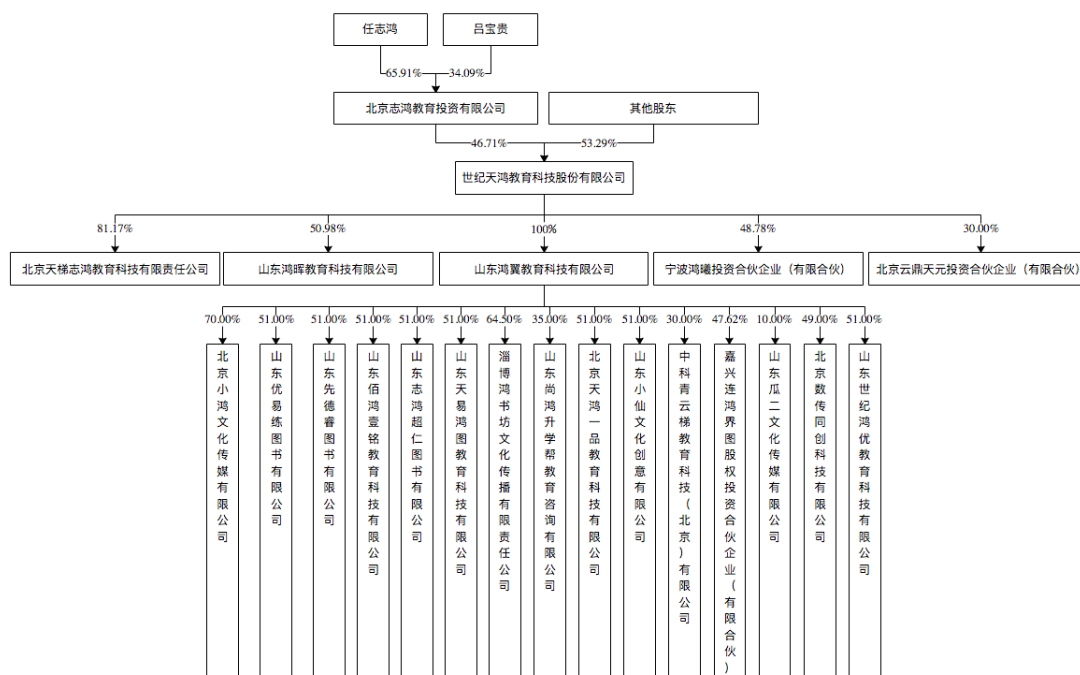 任志鸿
吕宝贵
65.91%
34.09%
北京志鸿教育投资有限公司
其他股东
46.71%
53.29%
世纪天鸿教育科技股份有限公司
81.17%
50.98%
100%
48.78%
30.00%
北京天梯志鸿教育科技有限责任公司
山东鸿晖教育科技有限公司
山东鸿翼教育科技有限公司
宁波鸿曦投资合伙企业（有限合伙）
北京云鼎天元投资合伙企业（有限合伙）
70.00%
51.00%
51.00%
51.00%
51.00%
51.00%
64.50%
35.00%
51.00%
51.00%
30.00%
47.62%
10.00%
49.00%
51.00%
北京小鸿文化传媒有限公司
山东优易练图书有限公司
山东先德睿图书有限公司
山东佰鸿壹铭教育科技有限公司
山东志鸿超仁图书有限公司
山东天易鸿图教育科技有限公司
淄博鸿书坊文化传播有限责任公司
山东尚鸿升学帮教育咨询有限公司
北京天鸿一品教育科技有限公司
山东小仙文化创意有限公司
中科青云梯教育科技（北京）有限公司
嘉兴连鸿界图股权投资合伙企业（有限合伙）
山东瓜二文化传媒有限公司
北京数传同创科技有限公司
山东世纪鸿优教育科技有限公司